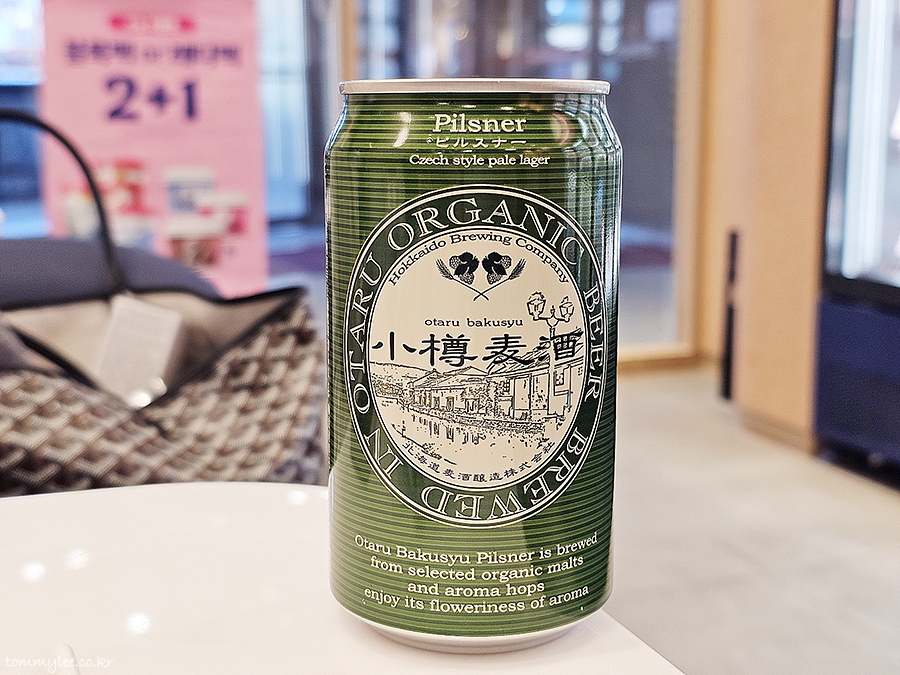 2+1
Pilsner
ピルスナー
Czech style pale lager
OTARU ORGANIC BEER BREWED IN
Hokkaido Brewing Company
otaru bakusyu
小樽麦酒
北海道麦酒醸造株式会社
Otaru Bakusyu Pilsner is brewed
from selected organic malts
and aroma hops
enjoy its floweriness of aroma
tommylee.co.kr